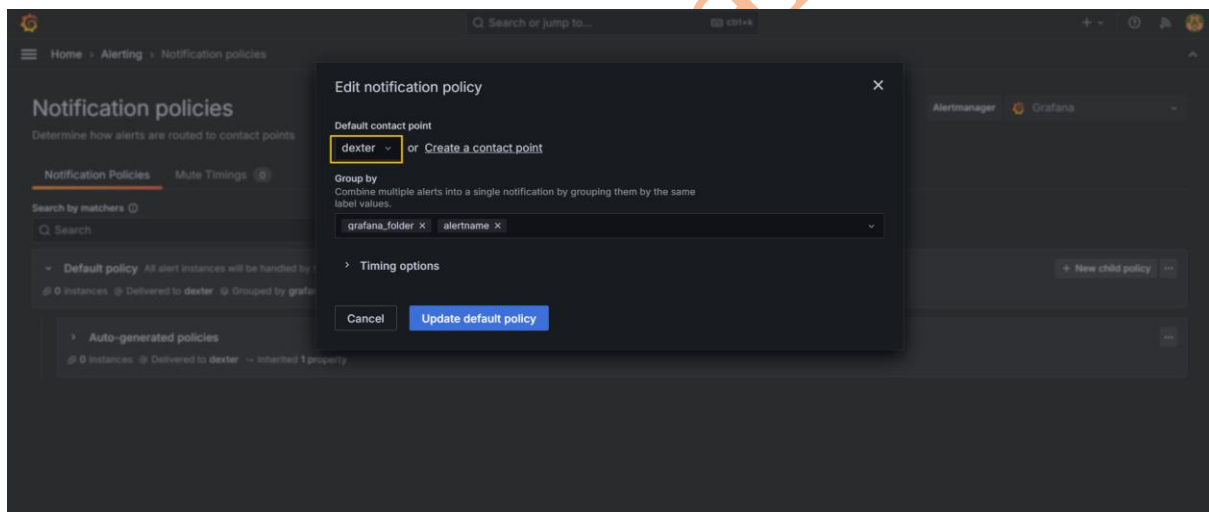 Search or jump to...
ctrl+k
Home › Alerting › Notification policies
Edit notification policy
Notification policies
Alertmanager
Grafana
Determine how alerts are routed to contact points
Default contact point
dexter
or Create a contact point
Notification Policies
Mute Timings 0
Group by
Combine multiple alerts into a single notification by grouping them by the same
label values.
Search by matchers
Search
grafana_folder ×
alertname ×
Timing options
Default policy All alert instances will be handled by
+ New child policy
0 instances Delivered to dexter Grouped by
Cancel
Update default policy
Auto-generated policies
0 instances Delivered to dexter Inherited 1 property